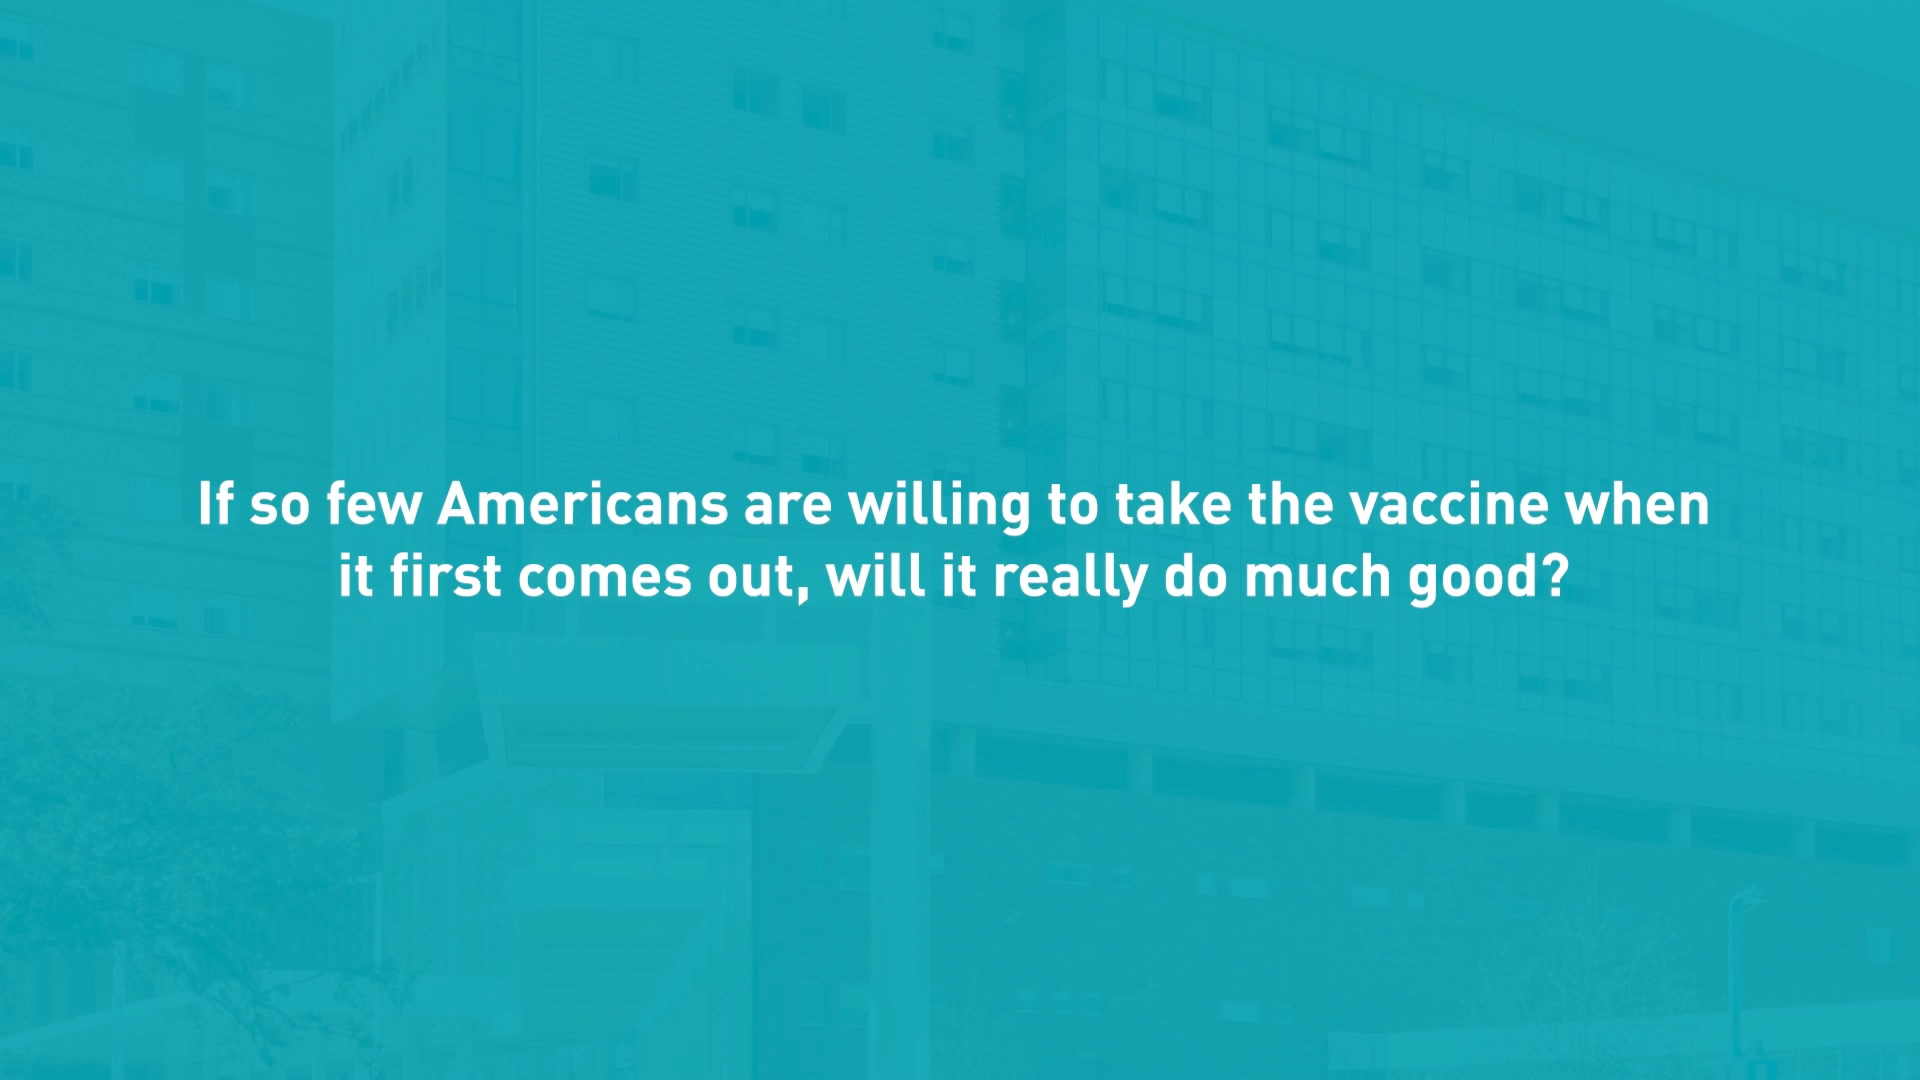 If so few Americans are willing to take the vaccine when
it first comes out, will it really do much good?